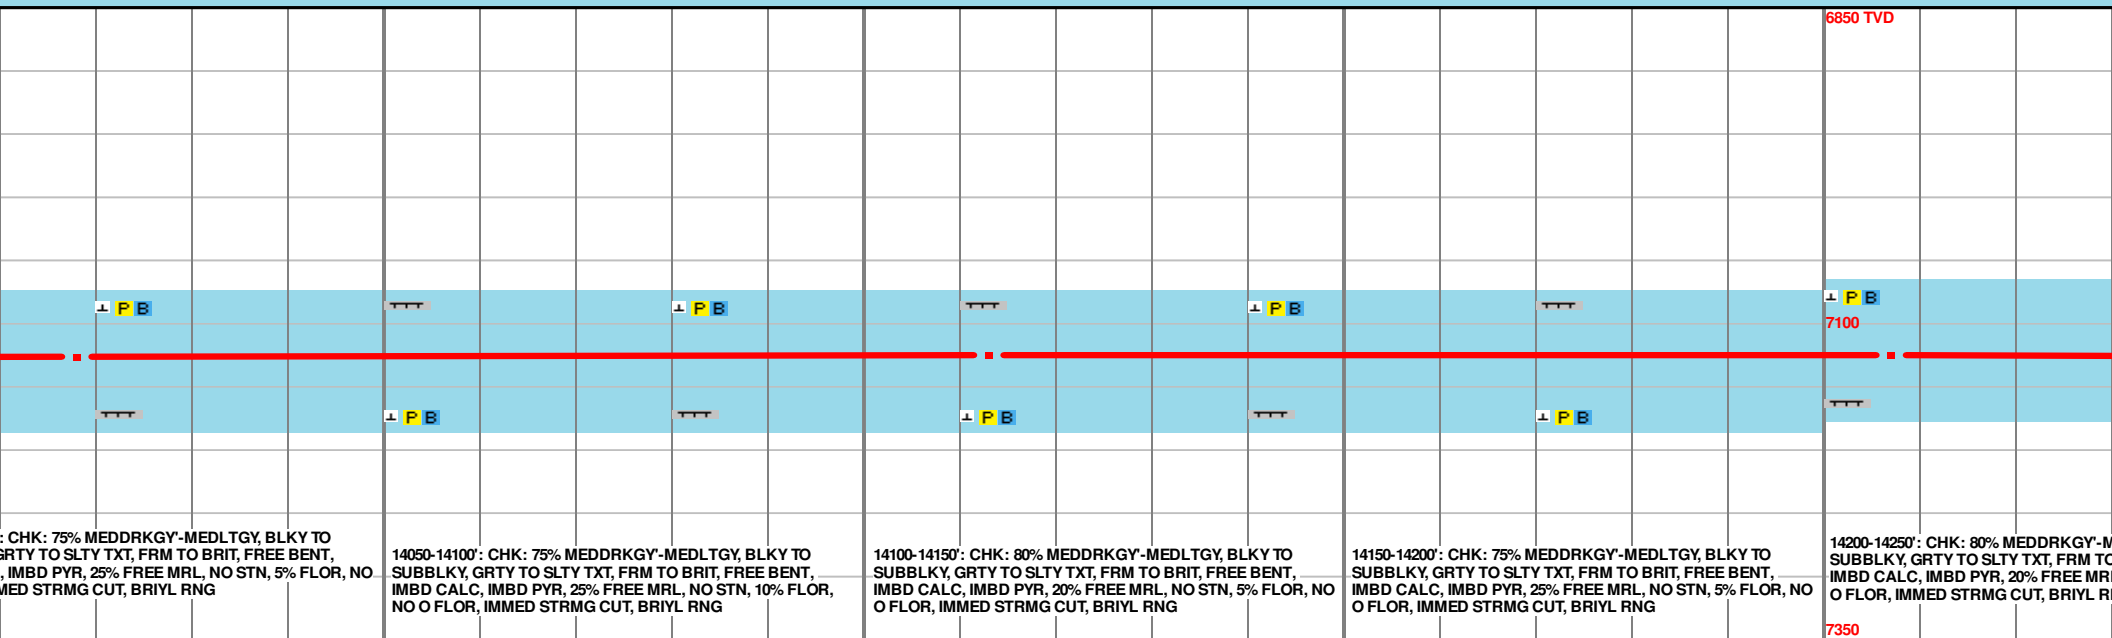 6850 TVD
P B
P B
P B
P B
7100
P B
P B
P B
: CHK: 75% MEDDRKGY'-MEDLTGY, BLKY TO
GRTY TO SLTY TXT, FRM TO BRIT, FREE BENT,
, IMBD PYR, 25% FREE MRL, NO STN, 5% FLOR, NO
MED STRMG CUT, BRIYL RNG
14050-14100': CHK: 75% MEDDRKGY'-MEDLTGY, BLKY TO
SUBBLKY, GRTY TO SLTY TXT, FRM TO BRIT, FREE BENT,
IMBD CALC, IMBD PYR, 25% FREE MRL, NO STN, 10% FLOR,
NO O FLOR, IMMED STRMG CUT, BRIYL RNG
14100-14150': CHK: 80% MEDDRKGY'-MEDLTGY, BLKY TO
SUBBLKY, GRTY TO SLTY TXT, FRM TO BRIT, FREE BENT,
IMBD CALC, IMBD PYR, 20% FREE MRL, NO STN, 5% FLOR, NO
O FLOR, IMMED STRMG CUT, BRIYL RNG
14150-14200': CHK: 75% MEDDRKGY'-MEDLTGY, BLKY TO
SUBBLKY, GRTY TO SLTY TXT, FRM TO BRIT, FREE BENT,
IMBD CALC, IMBD PYR, 25% FREE MRL, NO STN, 5% FLOR, NO
O FLOR, IMMED STRMG CUT, BRIYL RNG
14200-14250': CHK: 80% MEDDRKGY'-M
SUBBLKY, GRTY TO SLTY TXT, FRM TO
IMBD CALC, IMBD PYR, 20% FREE MRL
O FLOR, IMMED STRMG CUT, BRIYL R
7350